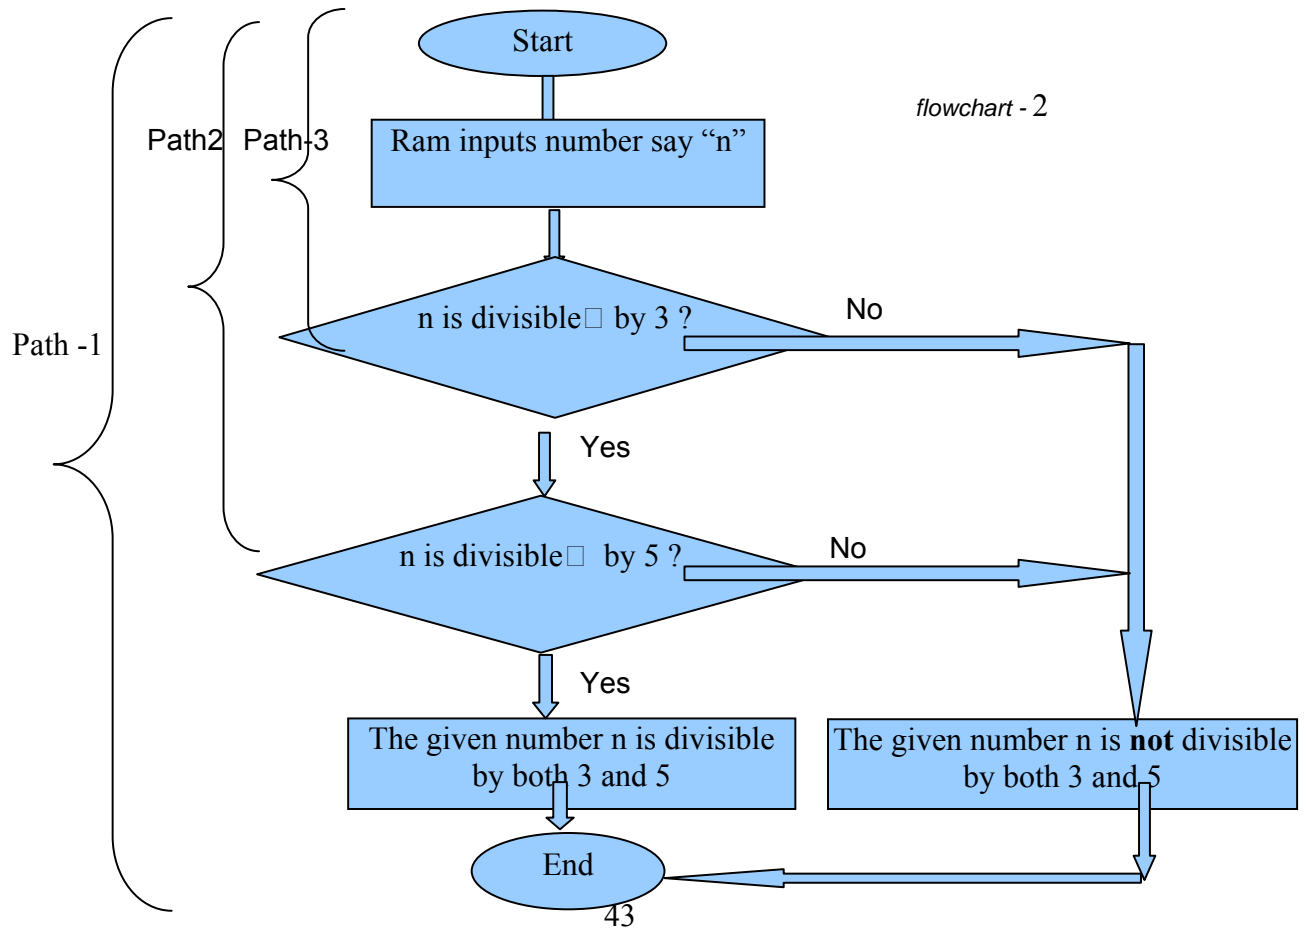 Start
flowchart - 2
Path2
Path-3
Ram inputs number say “n”
n is divisible□ by 3 ?
No
Path -1
Yes
n is divisible□ by 5 ?
No
Yes
The given number n is divisible
by both 3 and 5
The given number n is not divisible
by both 3 and 5
End
43